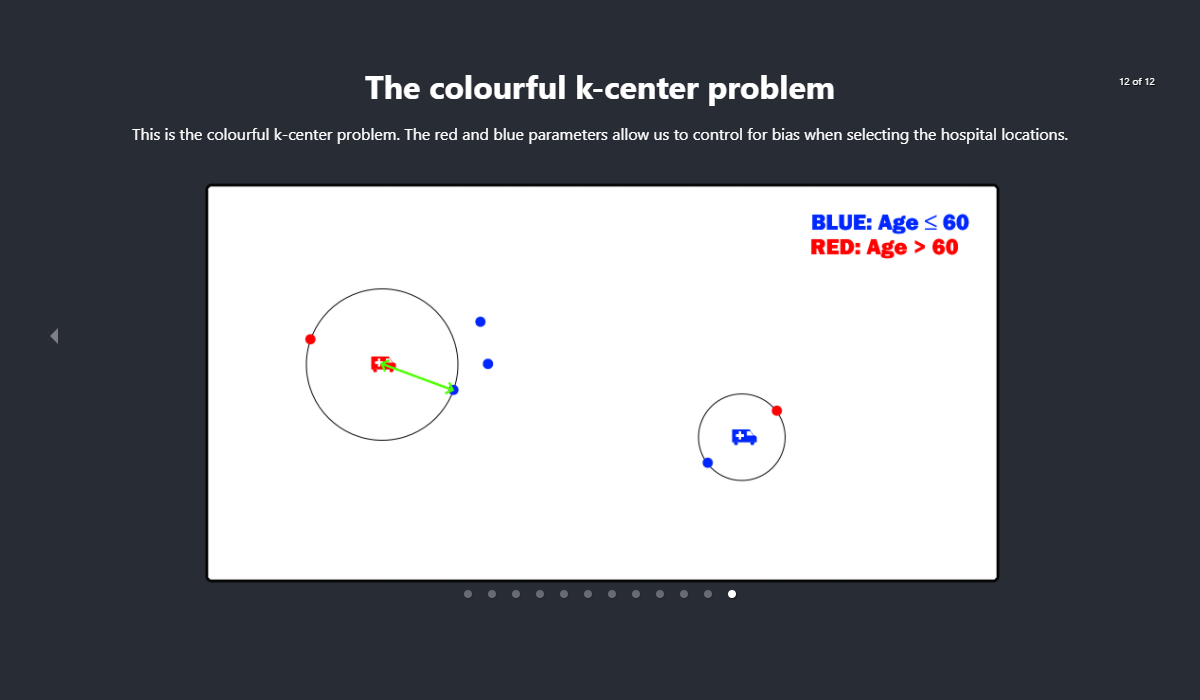 The colourful k-center problem
12 of 12
This is the colourful k-center problem. The red and blue parameters allow us to control for bias when selecting the hospital locations.
BLUE: Age ≤ 60
RED: Age > 60